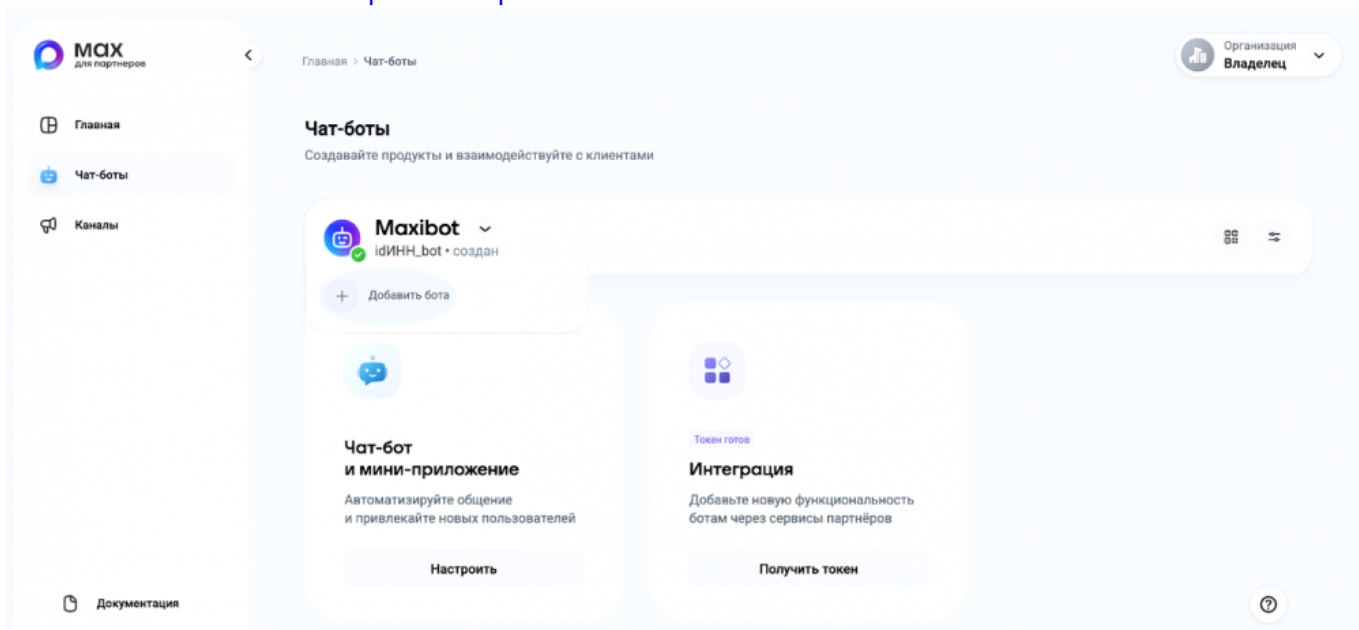 max
для партнеров
Главная > Чат-боты
Организация
Владелец
Главная
Чат-боты
Каналы
Чат-боты
Создавайте продукты и взаимодействуйте с клиентами
Maxibot
idИНН_bot • создан
+ Добавить бота
Чат-бот
и мини-приложение
Автоматизируйте общение
и привлекайте новых пользователей
Настроить
Токен готов
Интеграция
Добавьте новую функциональность
ботам через сервисы партнёров
Получить токен
Документация